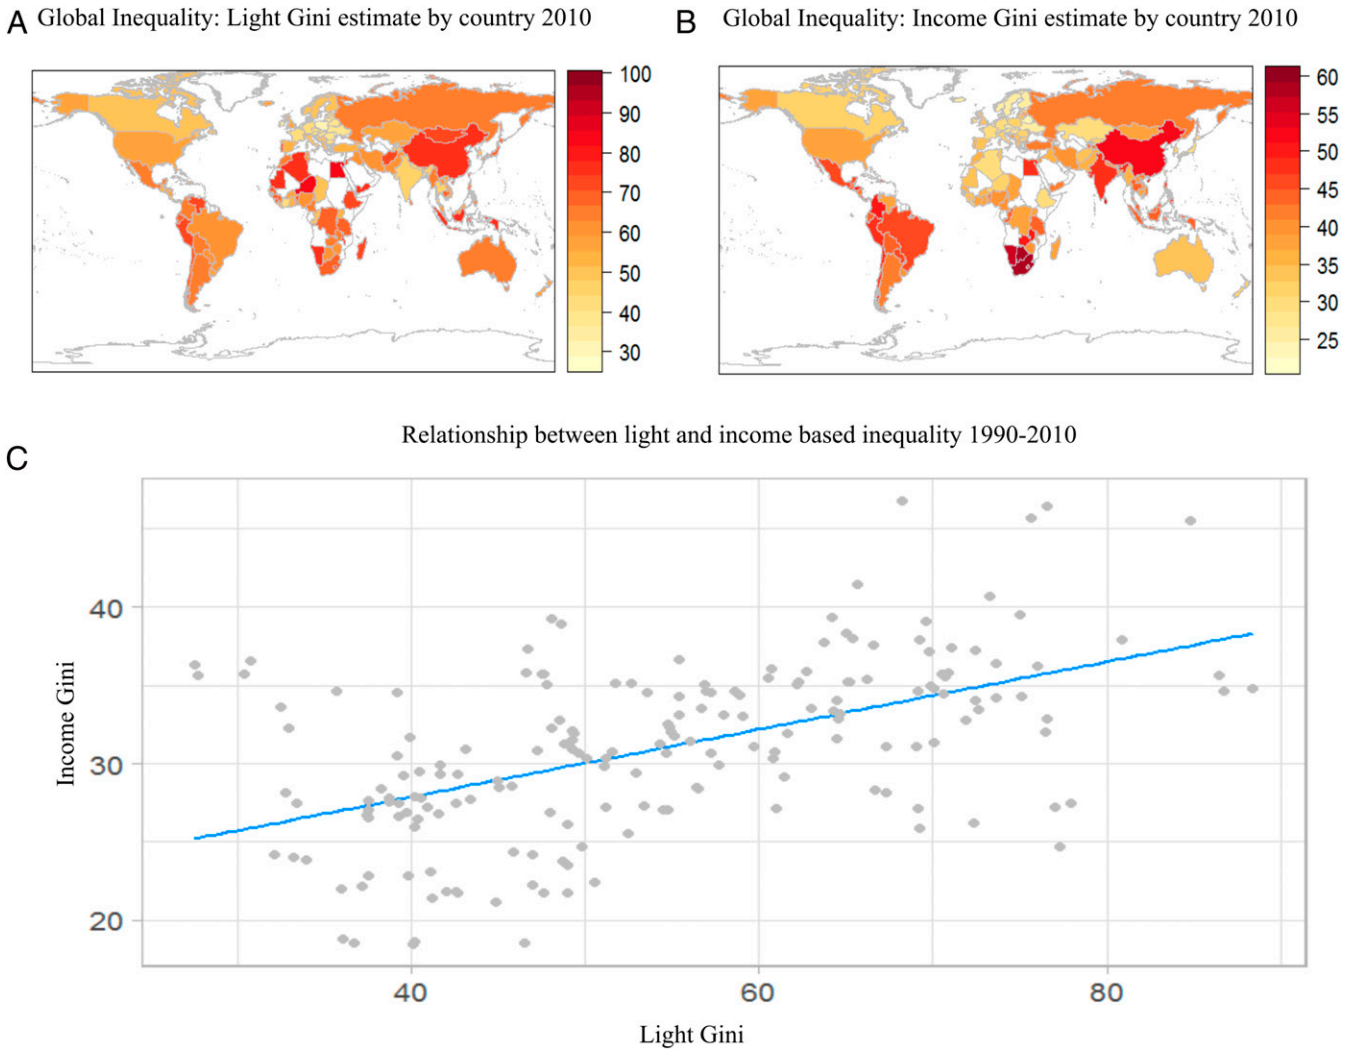 A Global Inequality: Light Gini estimate by country 2010
100
90
80
70
60
50
40
30
B Global Inequality: Income Gini estimate by country 2010
60
55
50
45
40
35
30
25
C
Relationship between light and income based inequality 1990-2010
Income Gini
40
30
20
40 60 80
Light Gini